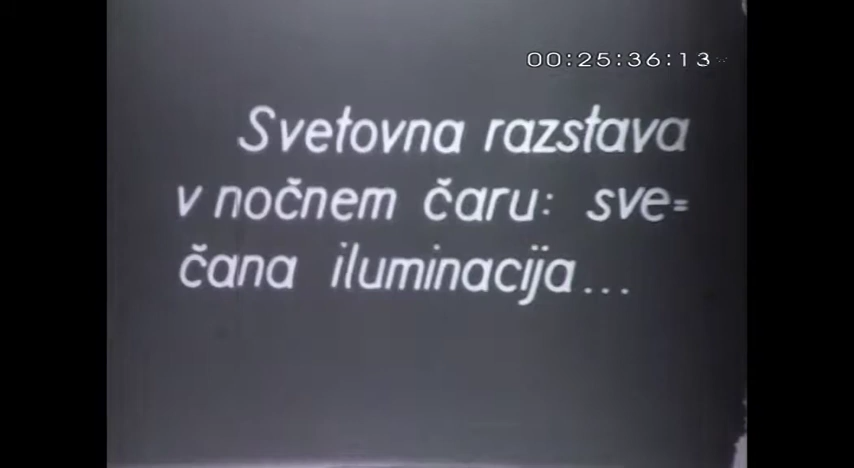 00:25:36:13
Svetovna razstava
v nočnem čaru: sve=
čana iluminacija...